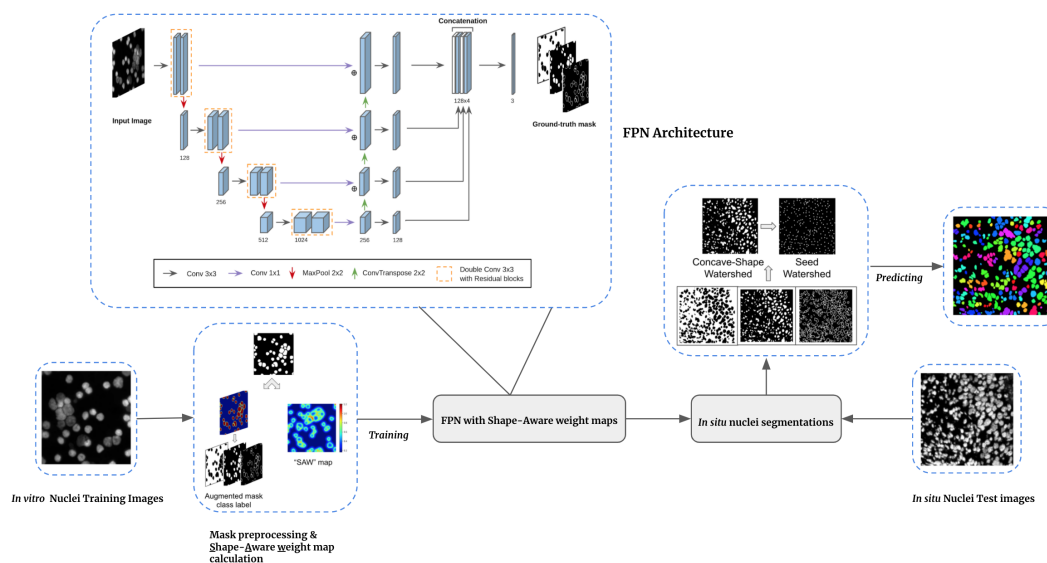 Concatenation
Input Image
128x4
3
Ground-truth mask
128
256
512
1024
256
128
Conv 3x3
Conv 1x1
MaxPool 2x2
ConvTranspose 2x2
Double Conv 3x3
with Residual blocks
FPN Architecture
Concave-Shape
Watershed
Seed
Watershed
Predicting
"SAW" map
Augmented mask
class label
Training
FPN with Shape-Aware weight maps
In situ nuclei segmentations
In vitro Nuclei Training Images
In situ Nuclei Test images
Mask preprocessing &
Shape-Aware weight map
calculation